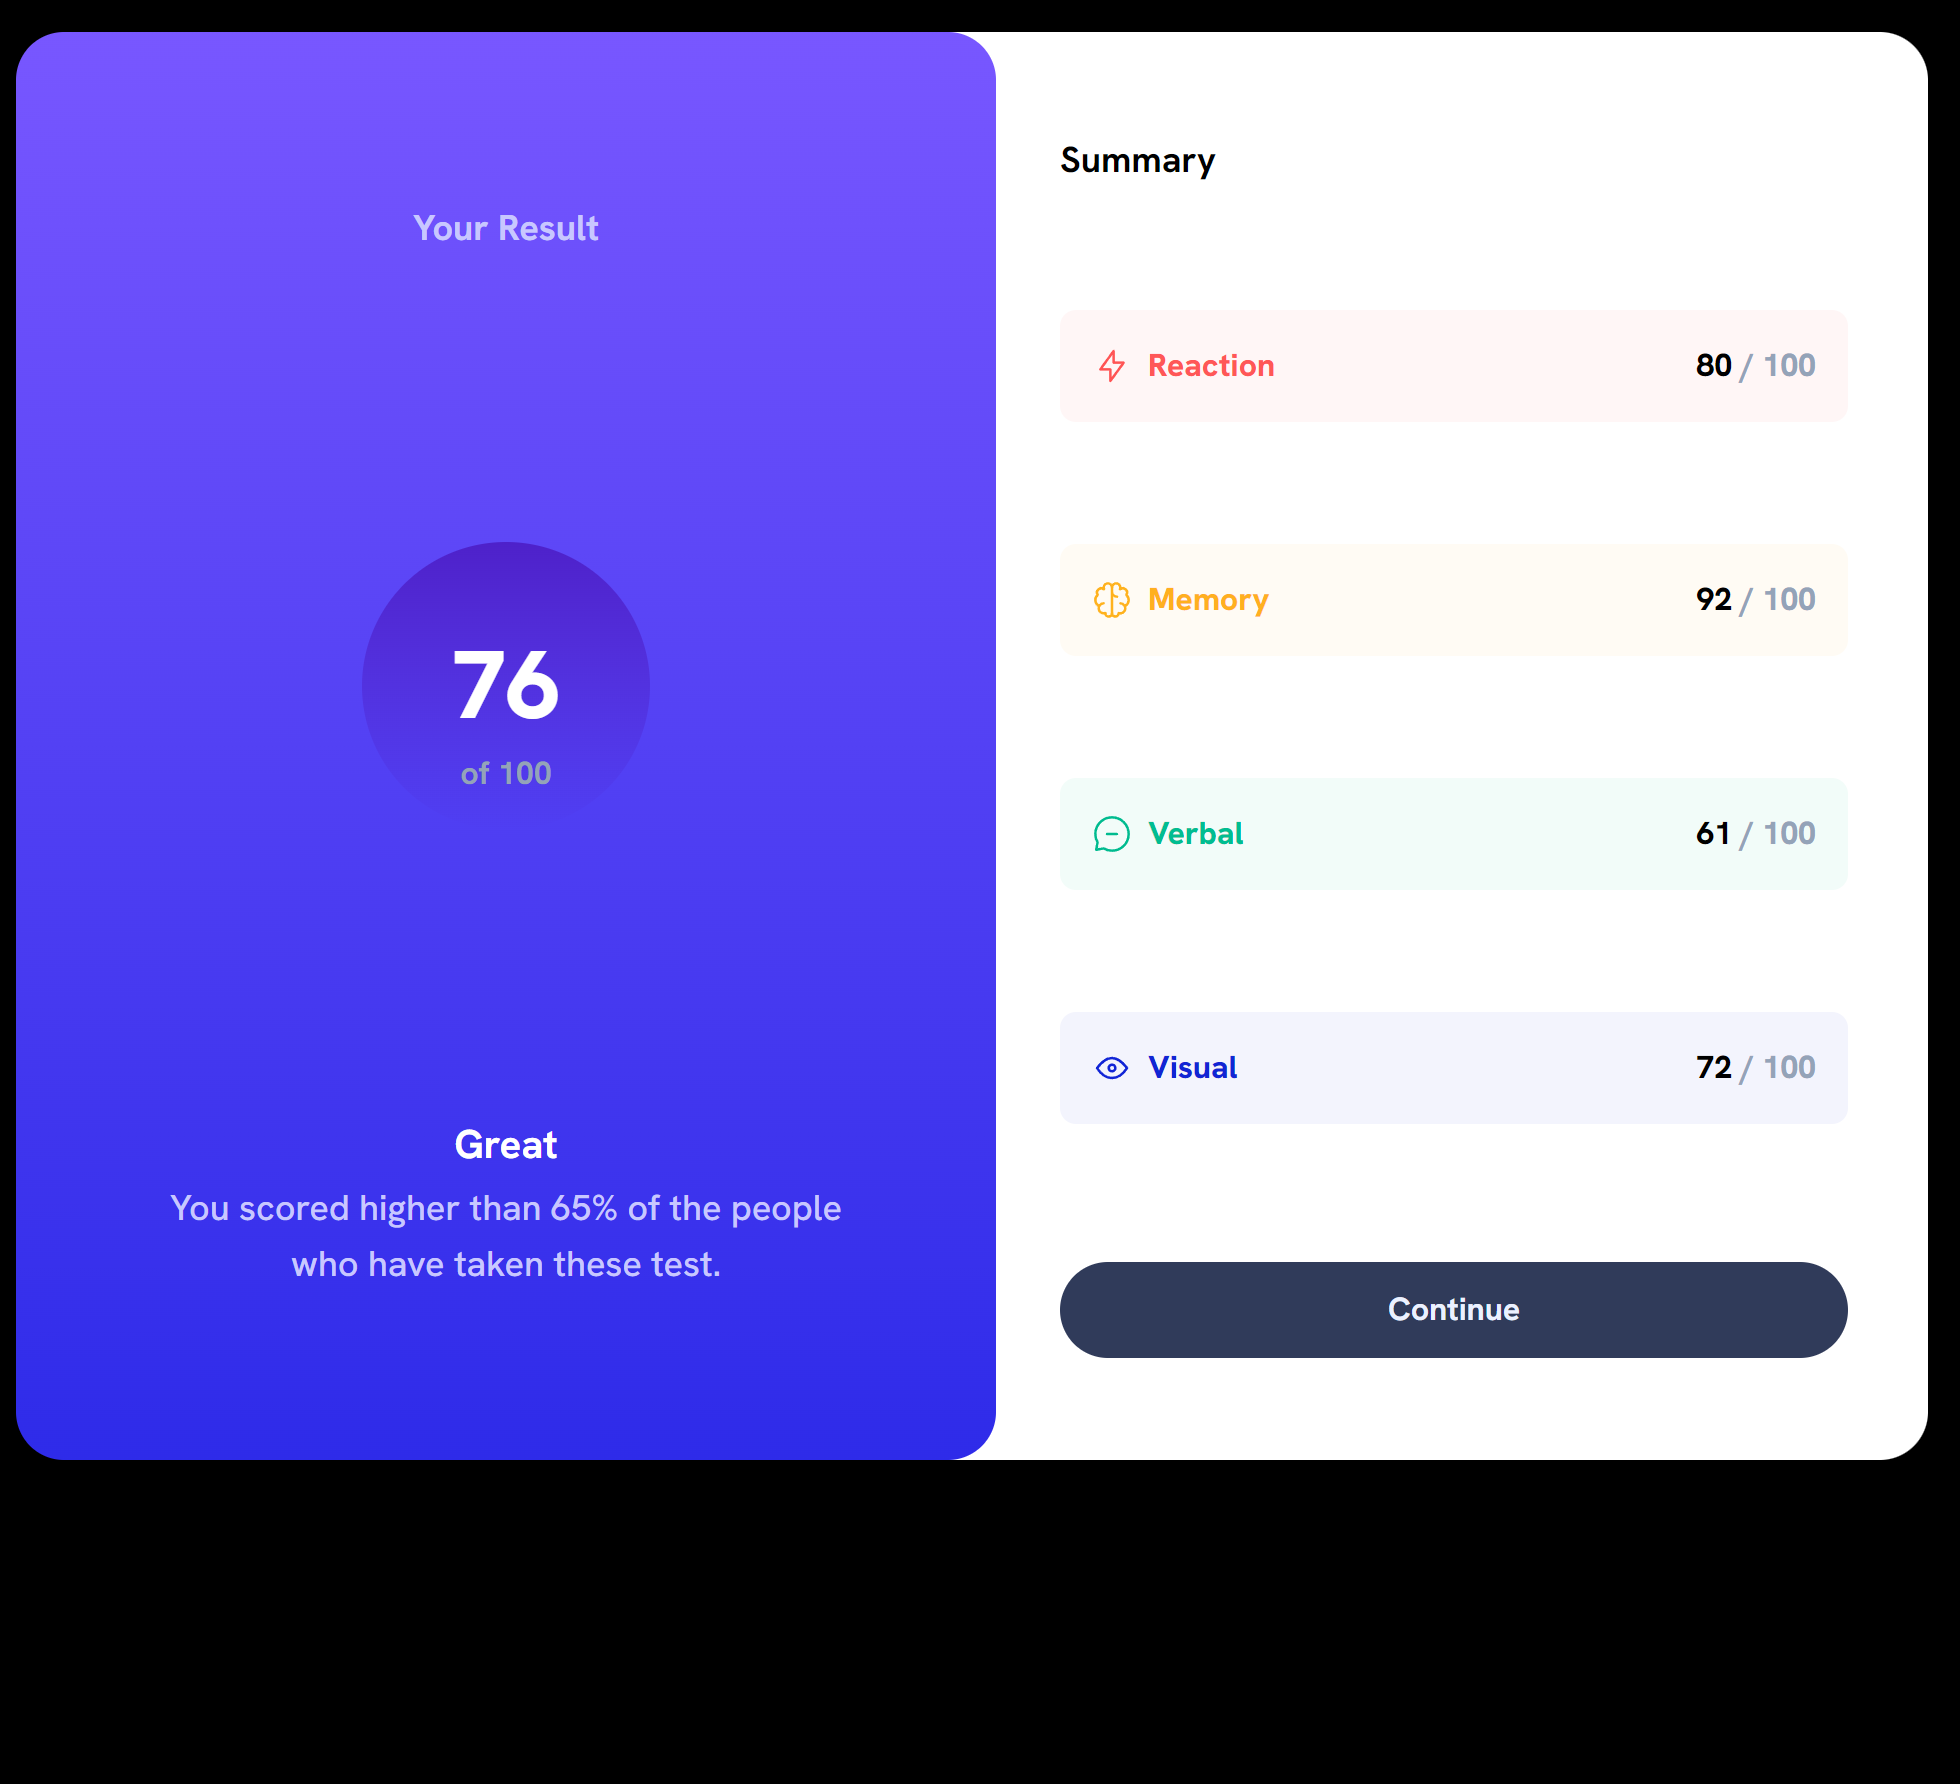 Your Result
76
of 100
Great
You scored higher than 65% of the people
who have taken these test.
Summary
Reaction 80 / 100
Memory 92 / 100
Verbal 61 / 100
Visual 72 / 100
Continue